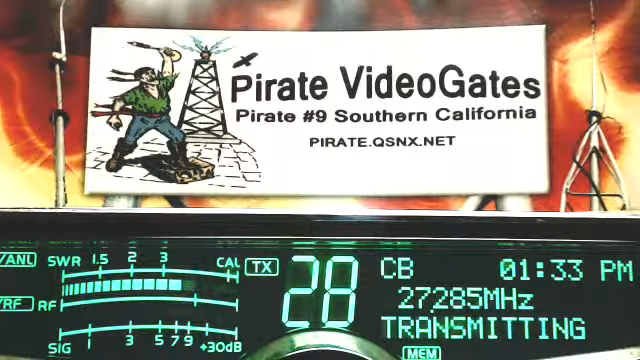 Pirate VideoGates
Pirate #9 Southern California
PIRATE.QSNX.NET
/ANL SWR 1.5 2 3 CAL TX 28 CB 01:33 PM
/RF RF 27285MHz
TRANSMITTING
SIG 1 3 5 7 9 +30dB MEM